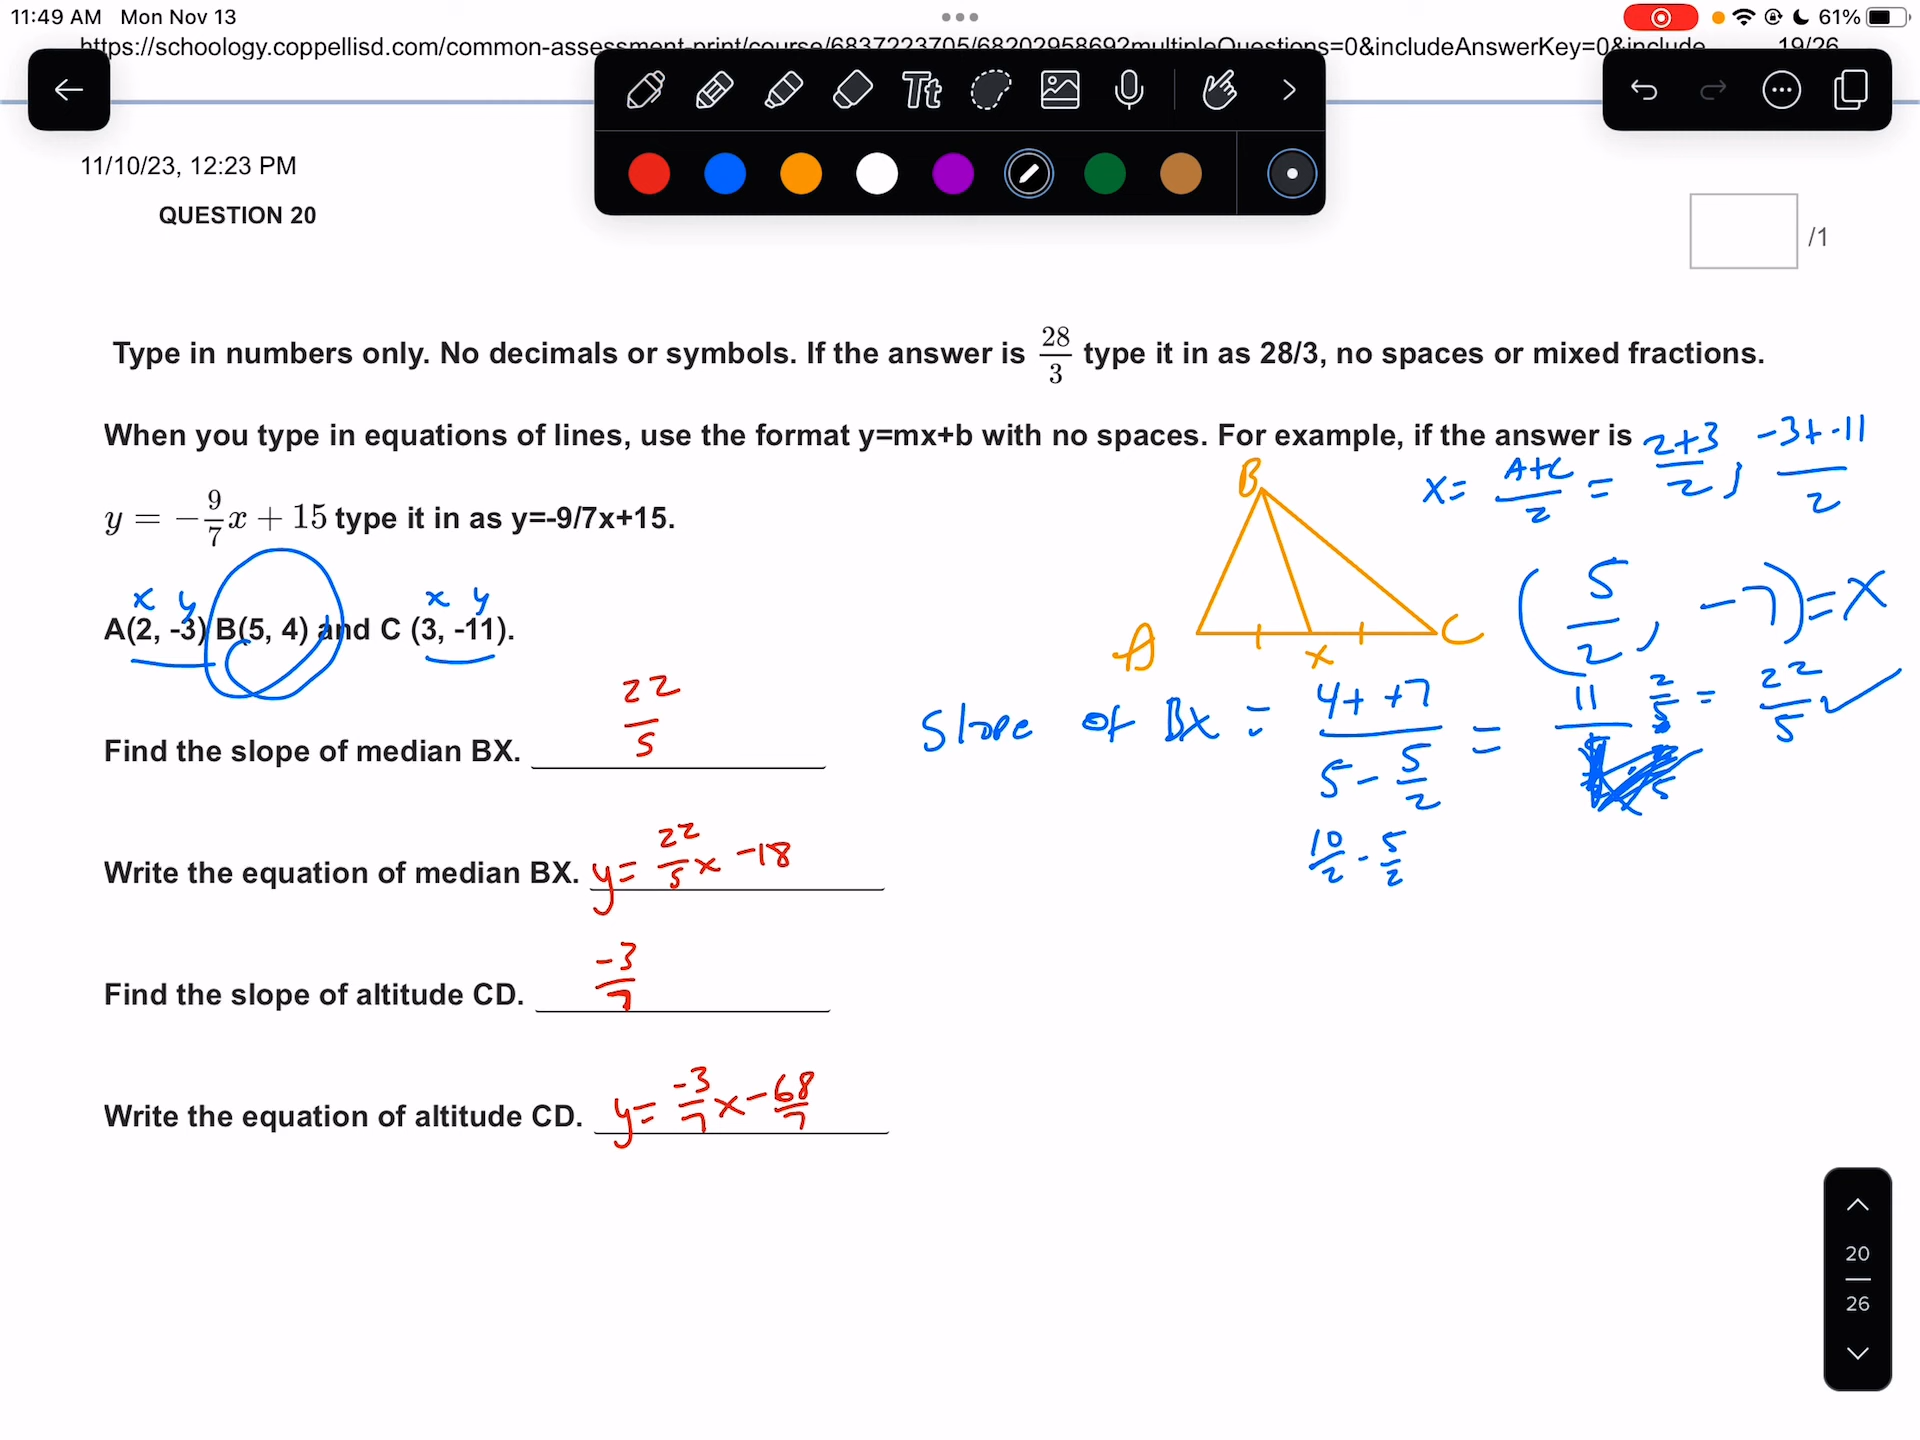 11:49 AM Mon Nov 13
61%
https://schoology.coppellisd.com/common-assessment-print/course/6837223705/6820295869?multipleQuestions=0&includeAnswerKey=0&include 19/26
Tt
11/10/23, 12:23 PM
QUESTION 20
/1
Type in numbers only. No decimals or symbols. If the answer is 28/3 type it in as 28/3, no spaces or mixed fractions.
When you type in equations of lines, use the format y=mx+b with no spaces. For example, if the answer is
y = -9/7x + 15 type it in as y=-9/7x+15.
x= A+C/2 = 2+3/2, -3+-11/2
B
x y x y
A(2, -3) B(5, 4) and C (3, -11).
A x C
(5/2, -7)=X
Find the slope of median BX. 22/5
Slope of BX = 4++7/5-5/2 = 11 2/5 = 22/5
10/2 - 5/2
Write the equation of median BX. y= 22/5 x -18
Find the slope of altitude CD. -3/7
Write the equation of altitude CD. y= -3/7 x - 68/7
20
26